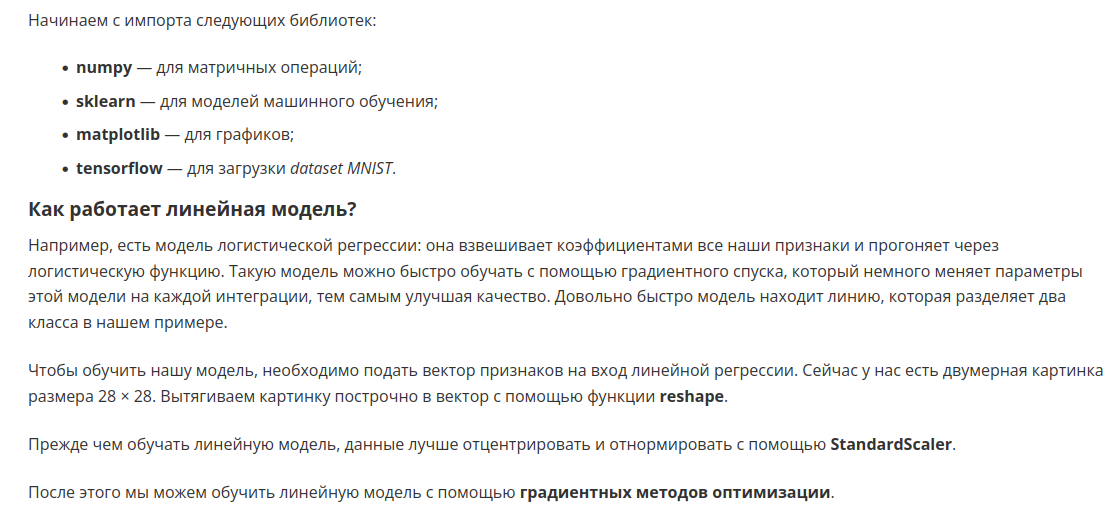 Начинаем с импорта следующих библиотек:
• numpy — для матричных операций;
• sklearn — для моделей машинного обучения;
• matplotlib — для графиков;
• tensorflow — для загрузки dataset MNIST.
Как работает линейная модель?
Например, есть модель логистической регрессии: она взвешивает коэффициентами все наши признаки и прогоняет через
логистическую функцию. Такую модель можно быстро обучать с помощью градиентного спуска, который немного меняет параметры
этой модели на каждой интеграции, тем самым улучшая качество. Довольно быстро модель находит линию, которая разделяет два
класса в нашем примере.
Чтобы обучить нашу модель, необходимо подать вектор признаков на вход линейной регрессии. Сейчас у нас есть двумерная картинка
размера 28 × 28. Вытягиваем картинку построчно в вектор с помощью функции reshape.
Прежде чем обучать линейную модель, данные лучше отцентрировать и отнормировать с помощью StandardScaler.
После этого мы можем обучить линейную модель с помощью градиентных методов оптимизации.